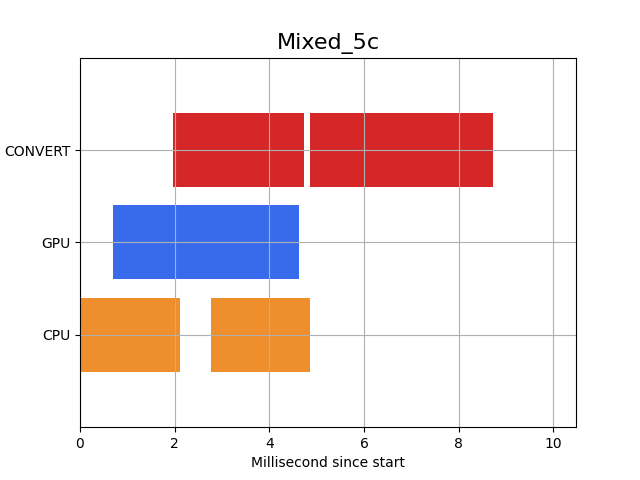 Mixed_5c
CONVERT
GPU
CPU
0 2 4 6 8 10
Millisecond since start